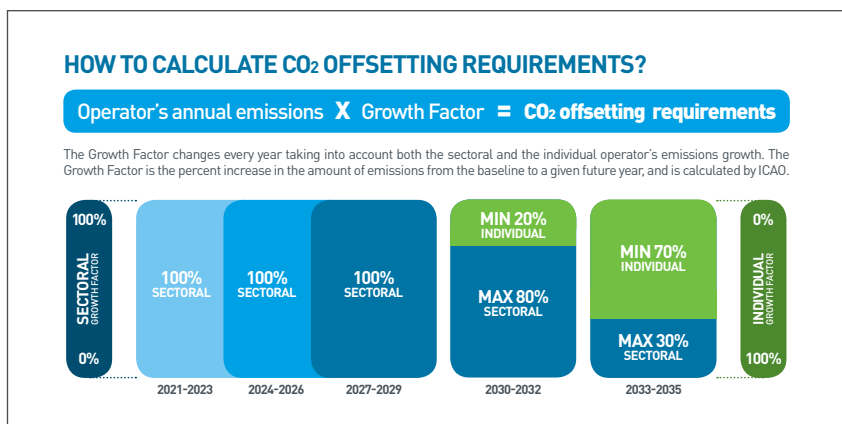 HOW TO CALCULATE CO2 OFFSETTING REQUIREMENTS?
Operator's annual emissions X Growth Factor = CO2 offsetting requirements
The Growth Factor changes every year taking into account both the sectoral and the individual operator's emissions growth. The
Growth Factor is the percent increase in the amount of emissions from the baseline to a given future year, and is calculated by ICAO.
100%
SECTORAL
GROWTH FACTOR
0%
100%
SECTORAL
100%
SECTORAL
100%
SECTORAL
MIN 20%
INDIVIDUAL
MAX 80%
SECTORAL
MIN 70%
INDIVIDUAL
MAX 30%
SECTORAL
0%
INDIVIDUAL
GROWTH FACTOR
100%
2021-2023
2024-2026
2027-2029
2030-2032
2033-2035